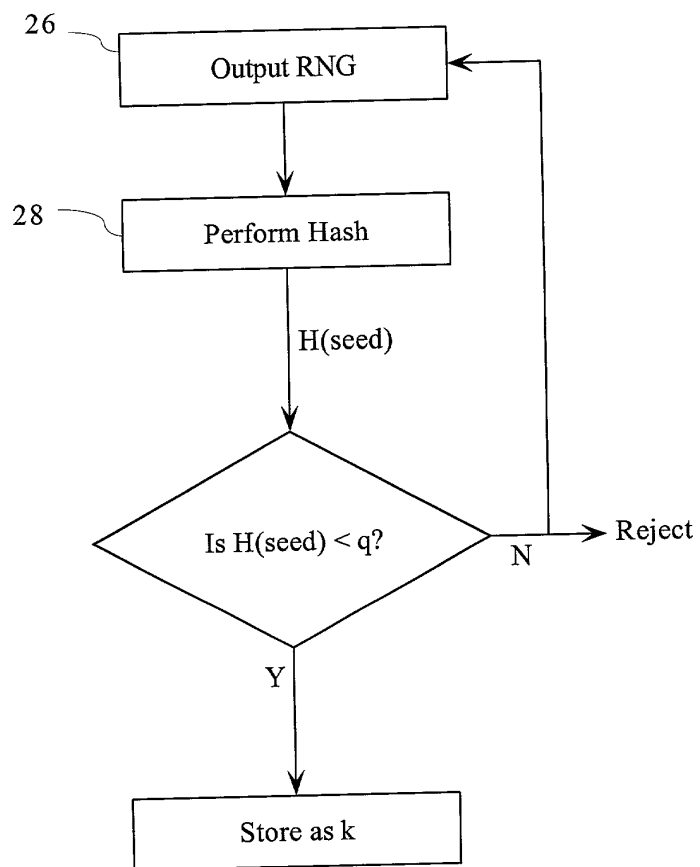 26
Output RNG
28
Perform Hash
H(seed)
Is H(seed) < q?
N
Reject
Y
Store as k